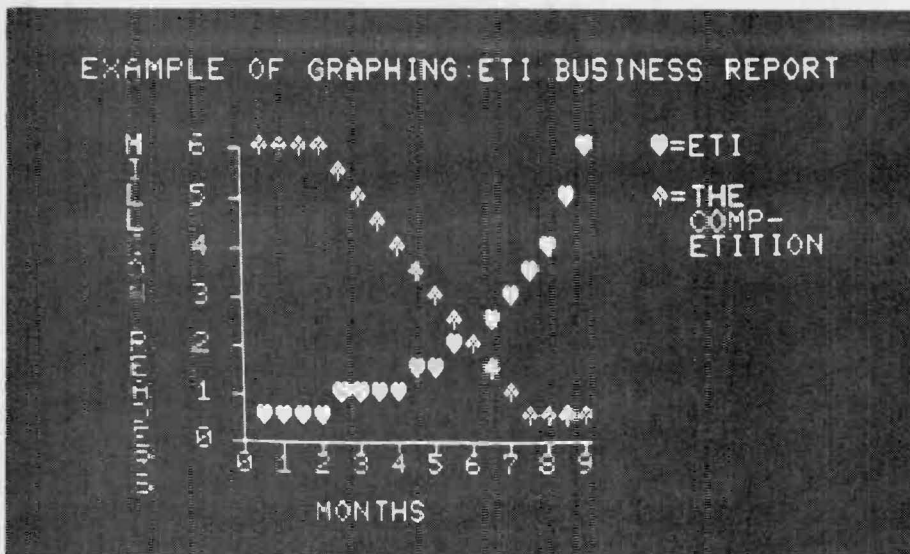 EXAMPLE OF GRAPHING:ETI BUSINESS REPORT
6
5
4
3
2
1
0
0 1 2 3 4 5 6 7 8 9
MONTHS
♥=ETI
=THE
COMP-
ETITION